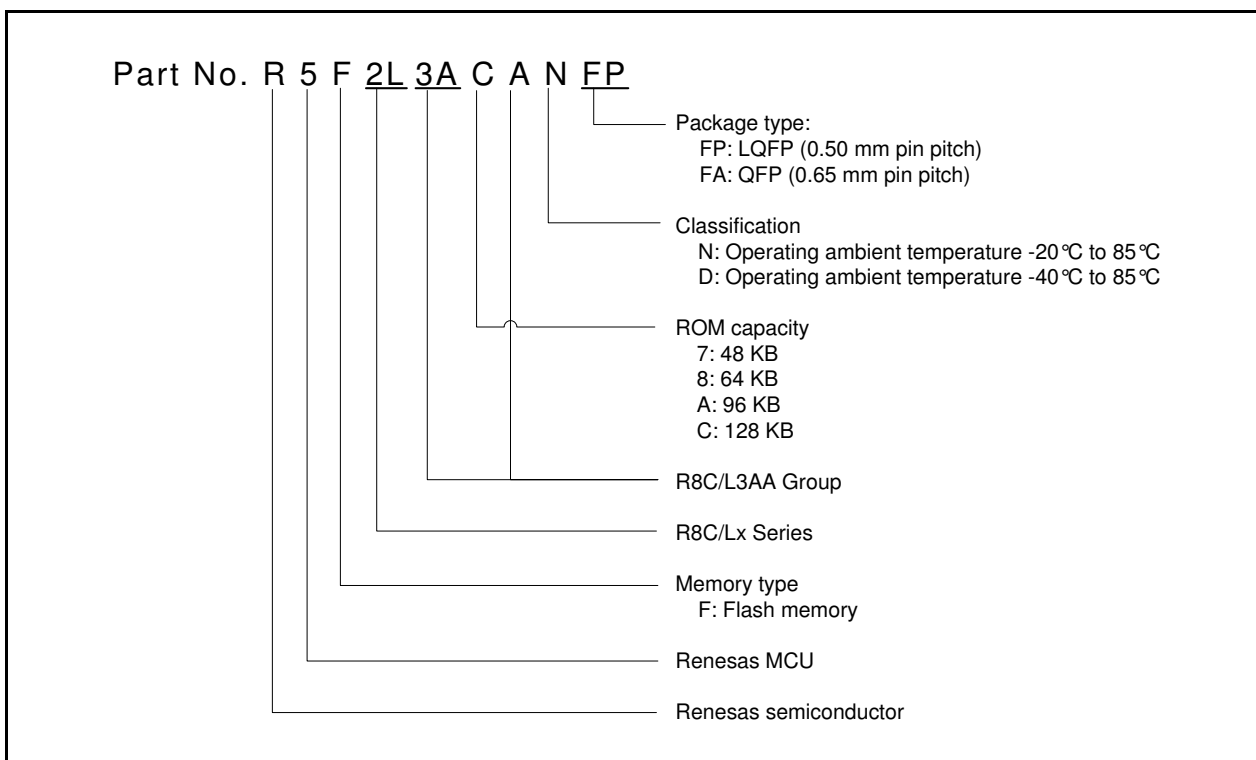 Part No. R 5 F 2L 3A C A N FP
Package type:
FP: LQFP (0.50 mm pin pitch)
FA: QFP (0.65 mm pin pitch)
Classification
N: Operating ambient temperature -20°C to 85°C
D: Operating ambient temperature -40°C to 85°C
ROM capacity
7: 48 KB
8: 64 KB
A: 96 KB
C: 128 KB
R8C/L3AA Group
R8C/Lx Series
Memory type
F: Flash memory
Renesas MCU
Renesas semiconductor